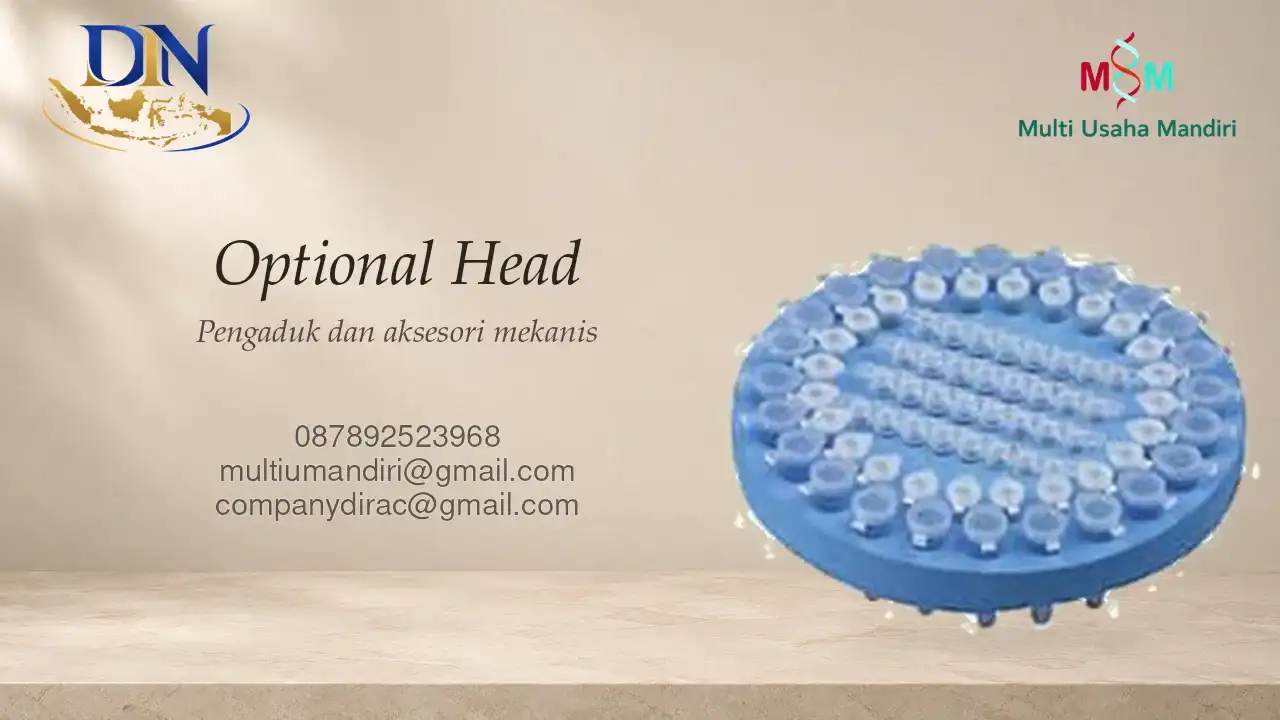 DN
MSM
Multi Usaha Mandiri
Optional Head
Pengaduk dan aksesori mekanis
087892523968
multiumandiri@gmail.com
companydirac@gmail.com